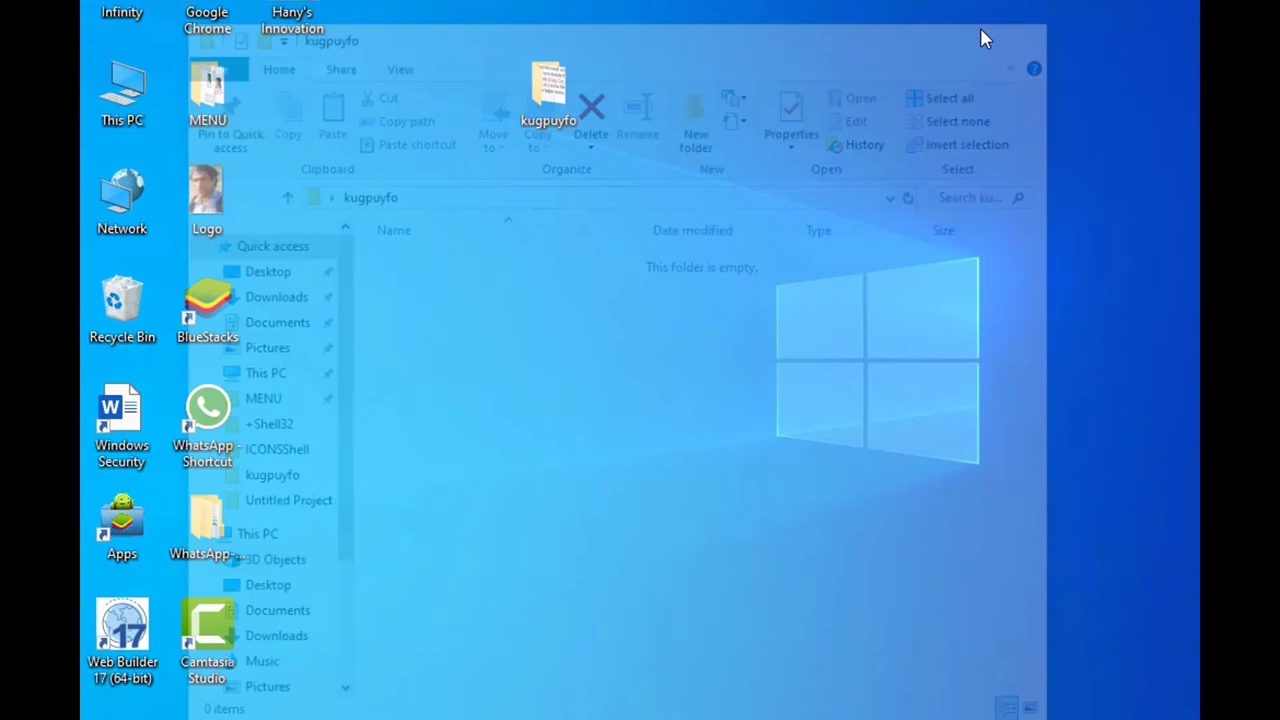 Infinity
Google
Chrome
Hany's
Innovation
This PC
MENU
kugpuyfo
Network
Logo
Recycle Bin
BlueStacks
Windows
Security
WhatsApp -
Shortcut
Apps
WhatsApp-...
Web Builder
17 (64-bit)
Camtasia
Studio
17
kugpuyfo
Home
Share
View
Pin to Quick
access
Copy
Paste
Cut
Copy path
Paste shortcut
Clipboard
Move
to
Copy
to
Delete
Rename
Organize
New
folder
New
Properties
Open
Edit
History
Open
Select all
Select none
Invert selection
Select
kugpuyfo
Search ku...
Name
Date modified
Type
Size
This folder is empty.
Quick access
Desktop
Downloads
Documents
Pictures
This PC
MENU
+Shell32
ICONSShell
kugpuyfo
Untitled Project
This PC
3D Objects
Desktop
Documents
Downloads
Music
Pictures
0 items